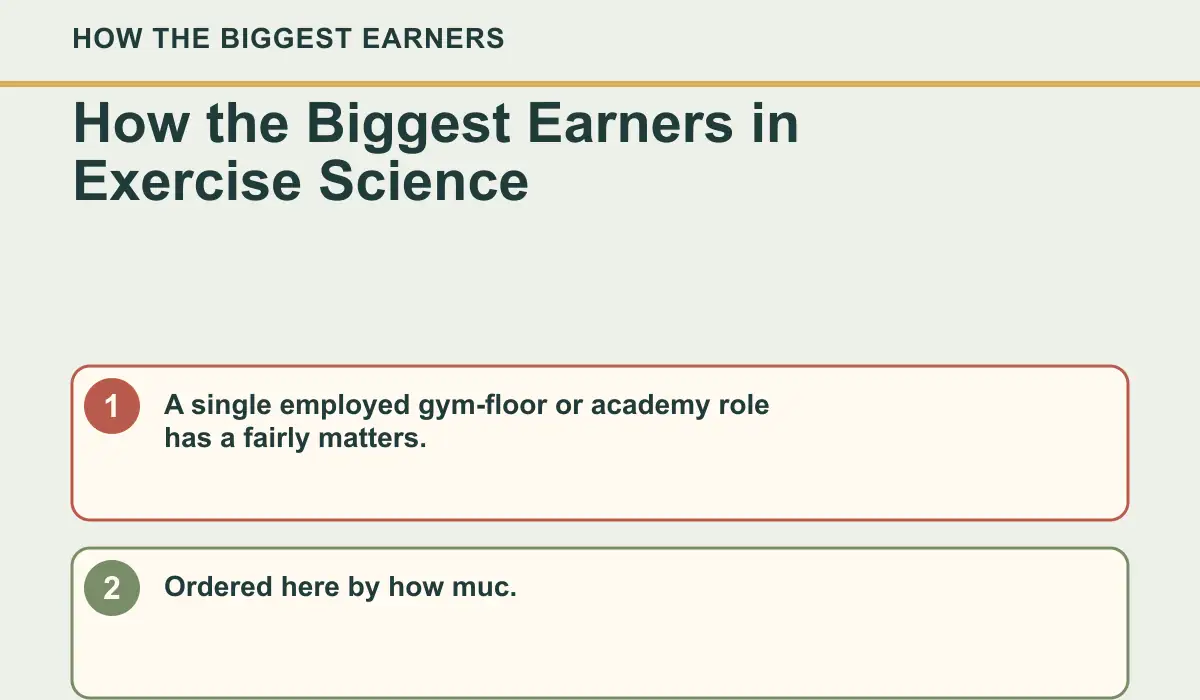 HOW THE BIGGEST EARNERS
How the Biggest Earners in
Exercise Science
1
A single employed gym-floor or academy role
has a fairly matters.
2
Ordered here by how muc.